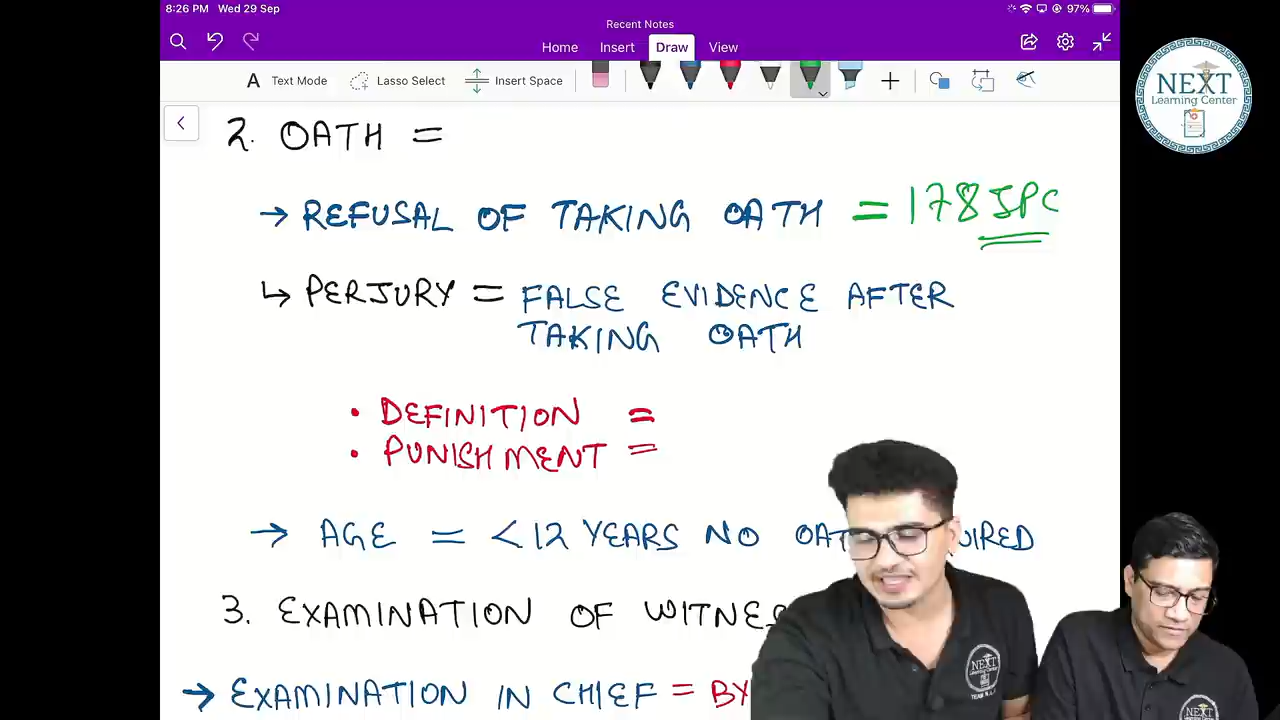 8:26 PM Wed 29 Sep
97%
Recent Notes
Home Insert Draw View
Text Mode Lasso Select Insert Space
NEXT
Learning Center
2. OATH =
→ REFUSAL OF TAKING OATH = 178 IPC
↳ PERJURY = FALSE EVIDENCE AFTER
TAKING OATH
• DEFINITION =
• PUNISHMENT =
→ AGE = <12 YEARS NO
3. EXAMINATION OF
→ EXAMINATION IN CHIEF = BY
NEXT
NEXT